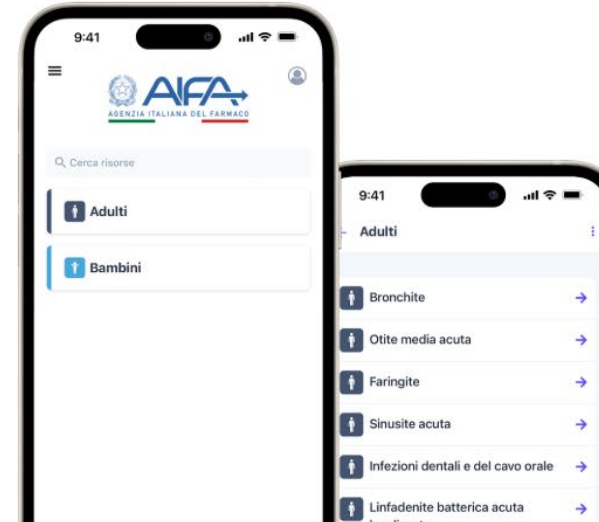 9:41
AIFA
AGENZIA ITALIANA DEL FARMACO
Cerca risorse
Adulti
Bambini
9:41
Adulti
Bronchite
Otite media acuta
Faringite
Sinusite acuta
Infezioni dentali e del cavo orale
Linfadenite batterica acuta